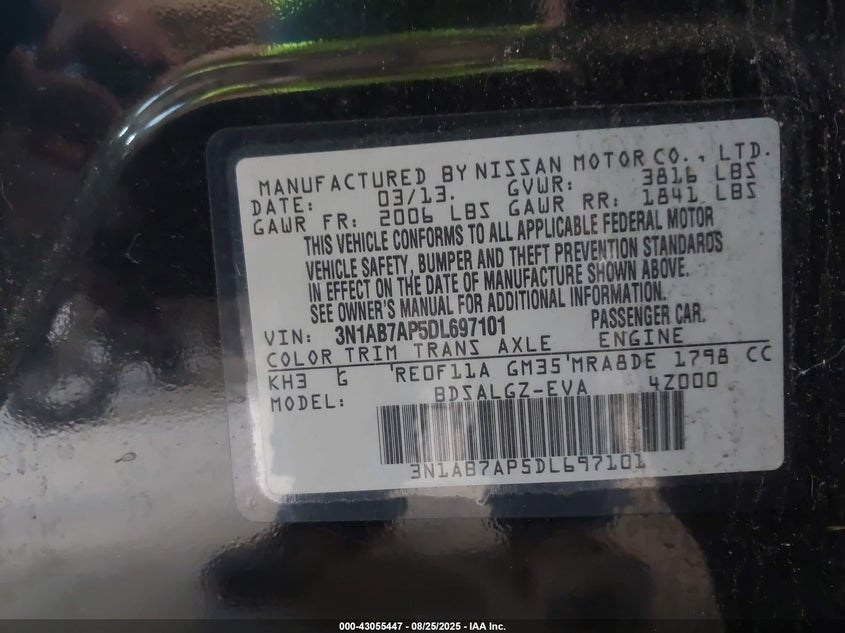 MANUFACTURED BY NISSAN MOTOR CO., LTD.
DATE: 03/13. GVWR: 3816 LBS
GAWR FR: 2006 LBS GAWR RR: 1841 LBS
THIS VEHICLE CONFORMS TO ALL APPLICABLE FEDERAL MOTOR
VEHICLE SAFETY, BUMPER AND THEFT PREVENTION STANDARDS
IN EFFECT ON THE DATE OF MANUFACTURE SHOWN ABOVE.
SEE OWNER'S MANUAL FOR ADDITIONAL INFORMATION.
VIN: 3N1AB7AP5DL697101 PASSENGER CAR.
COLOR TRIM TRANS AXLE ENGINE
KH3 G RE0F11A GM35 MRA8DE 1798 CC
MODEL: BDSALGZ-EVA 4Z000
3N1AB7AP5DL697101
000-43055447 - 08/25/2025 - IAA Inc.